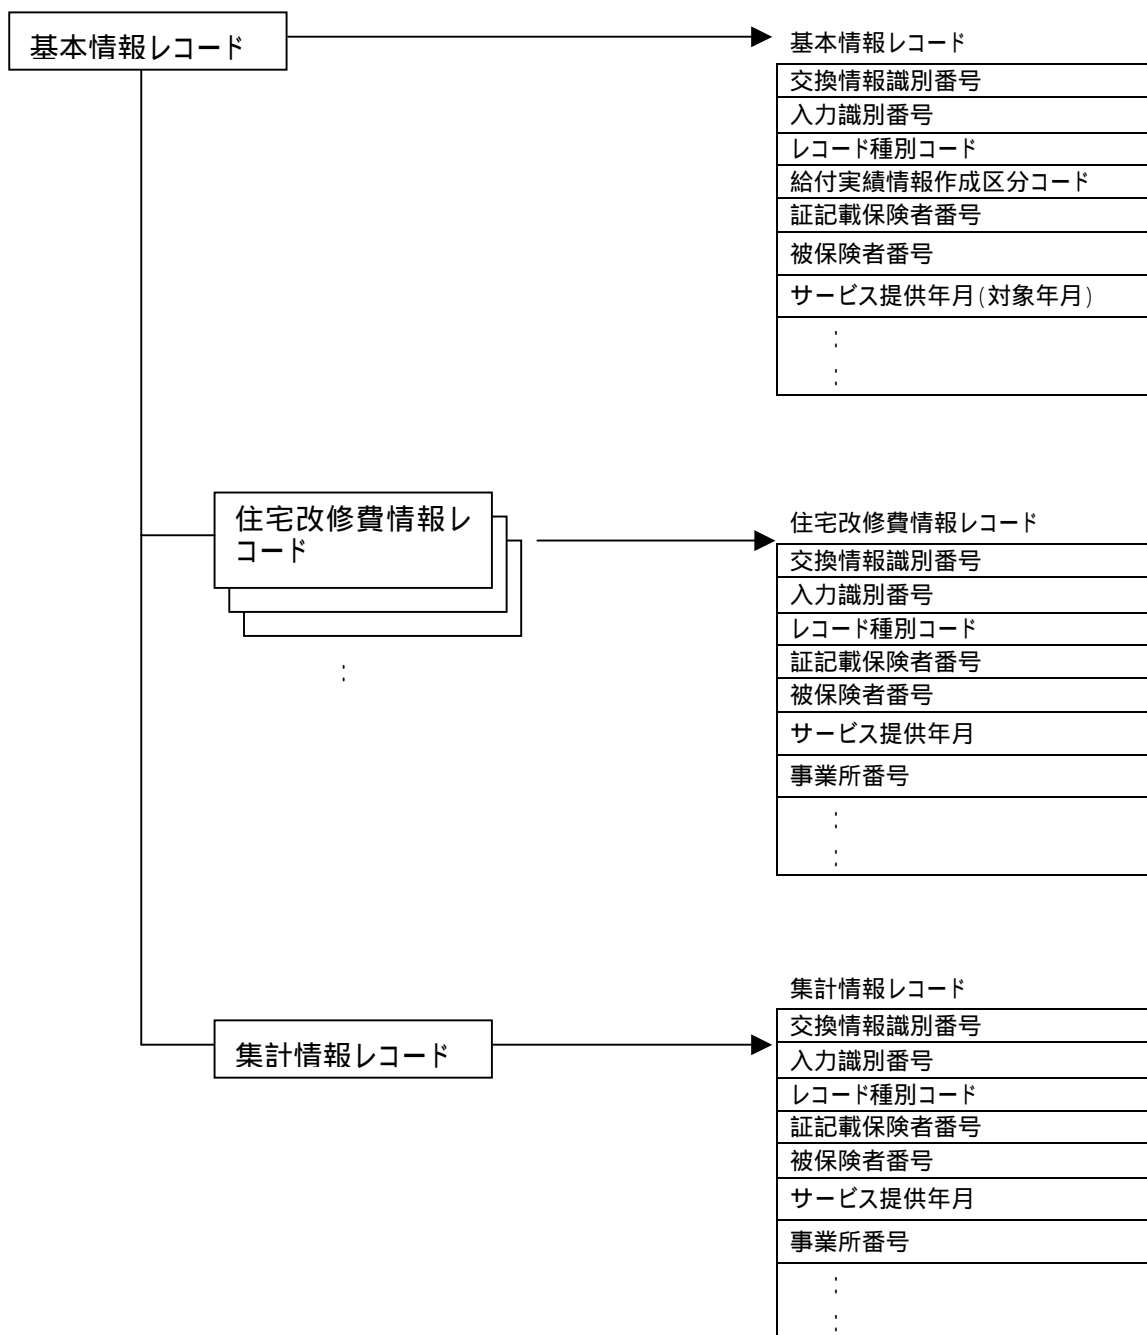 基本情報レコード
基本情報レコード
交換情報識別番号
入力識別番号
レコード種別コード
給付実績情報作成区分コード
証記載保険者番号
被保険者番号
サービス提供年月(対象年月)
:
:
住宅改修費情報レ
コード
:
住宅改修費情報レコード
交換情報識別番号
入力識別番号
レコード種別コード
証記載保険者番号
被保険者番号
サービス提供年月
事業所番号
:
:
集計情報レコード
集計情報レコード
交換情報識別番号
入力識別番号
レコード種別コード
証記載保険者番号
被保険者番号
サービス提供年月
事業所番号
:
: